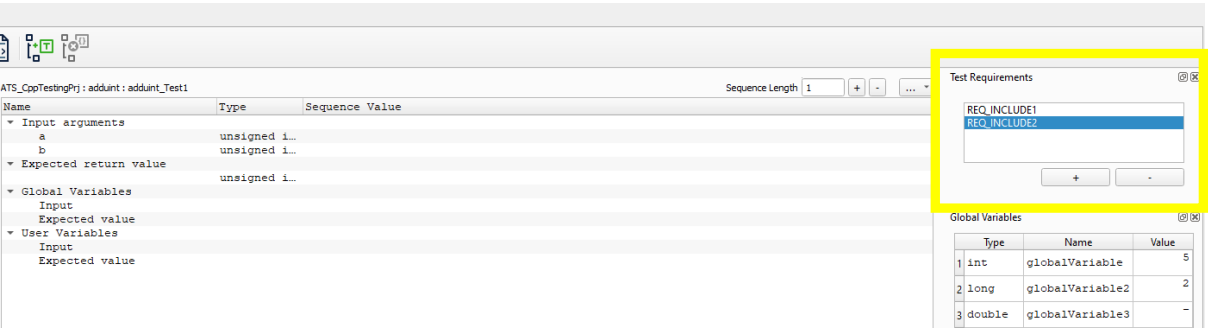 T
ATS_CppTestingPrj : adduint : adduint_Test1
Sequence Length 1 + - ...
Name Type Sequence Value
Input arguments
a unsigned i...
b unsigned i...
Expected return value
unsigned i...
Global Variables
Input
Expected value
User Variables
Input
Expected value
Test Requirements
REQ_INCLUDE1
REQ_INCLUDE2
+ -
Global Variables
Type Name Value
1 int globalVariable 5
2 long globalVariable2 2
3 double globalVariable3 -